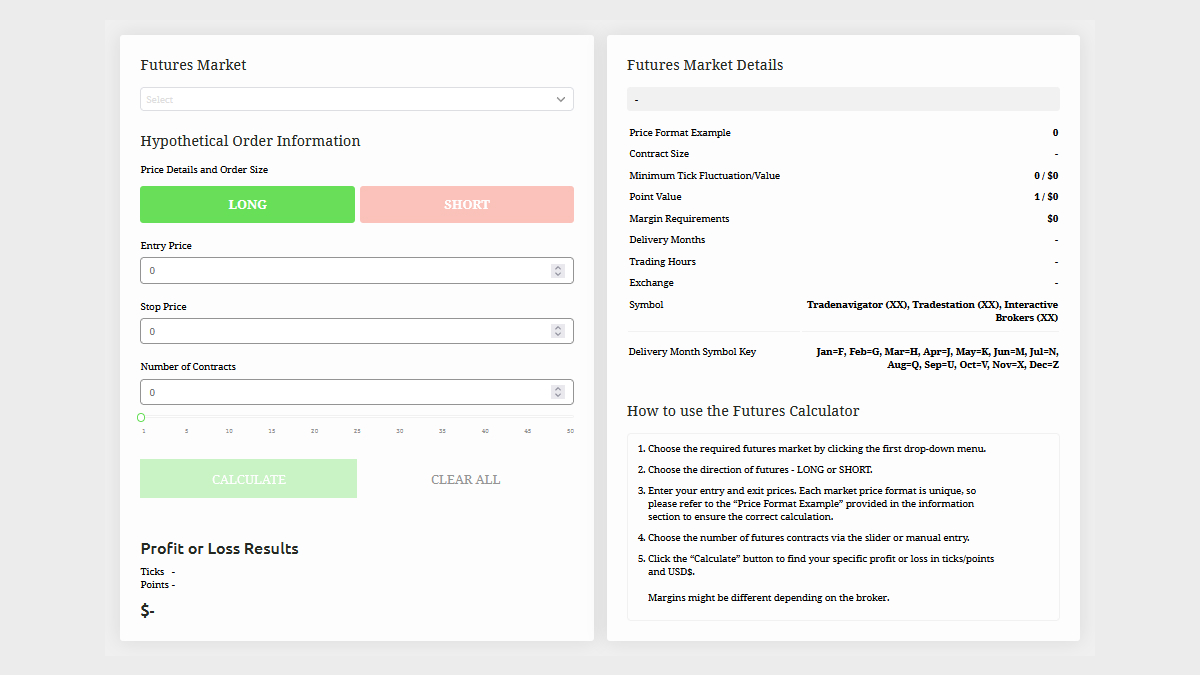 Futures Market
Select
Hypothetical Order Information
Price Details and Order Size
LONG
SHORT
Entry Price
0
Stop Price
0
Number of Contracts
0
1 5 10 15 20 25 30 35 40 45 50
CALCULATE
CLEAR ALL
Profit or Loss Results
Ticks -
Points -
$-
Futures Market Details
-
Price Format Example 0
Contract Size -
Minimum Tick Fluctuation/Value 0 / $0
Point Value 1 / $0
Margin Requirements $0
Delivery Months -
Trading Hours -
Exchange -
Symbol Tradenavigator (XX), Tradestation (XX), Interactive
Brokers (XX)
Delivery Month Symbol Key Jan=F, Feb=G, Mar=H, Apr=J, May=K, Jun=M, Jul=N,
Aug=Q, Sep=U, Oct=V, Nov=X, Dec=Z
How to use the Futures Calculator
1. Choose the required futures market by clicking the first drop-down menu.
2. Choose the direction of futures - LONG or SHORT.
3. Enter your entry and exit prices. Each market price format is unique, so
please refer to the “Price Format Example” provided in the information
section to ensure the correct calculation.
4. Choose the number of futures contracts via the slider or manual entry.
5. Click the “Calculate” button to find your specific profit or loss in ticks/points
and USD$.
Margins might be different depending on the broker.